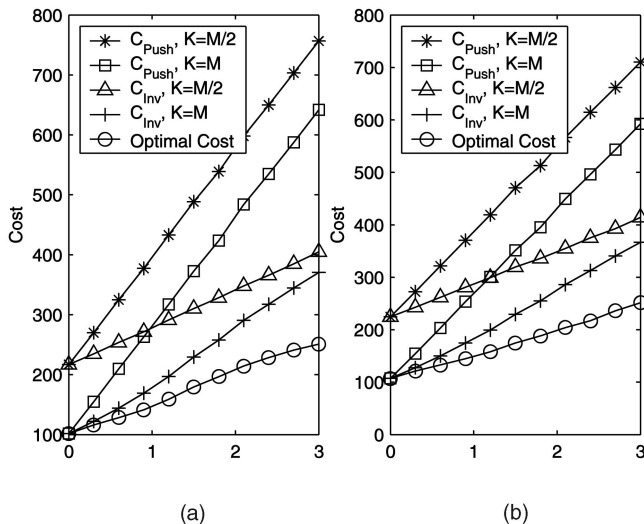 800
700
600
500
400
300
200
100
Cost
0
1
2
3
C_Push, K=M/2
C_Push, K=M
C_Inv, K=M/2
C_Inv, K=M
Optimal Cost
(a)
800
700
600
500
400
300
200
100
0
Cost
0
1
2
3
C_Push, K=M/2
C_Push, K=M
C_Inv, K=M/2
C_Inv, K=M
Optimal Cost
(b)